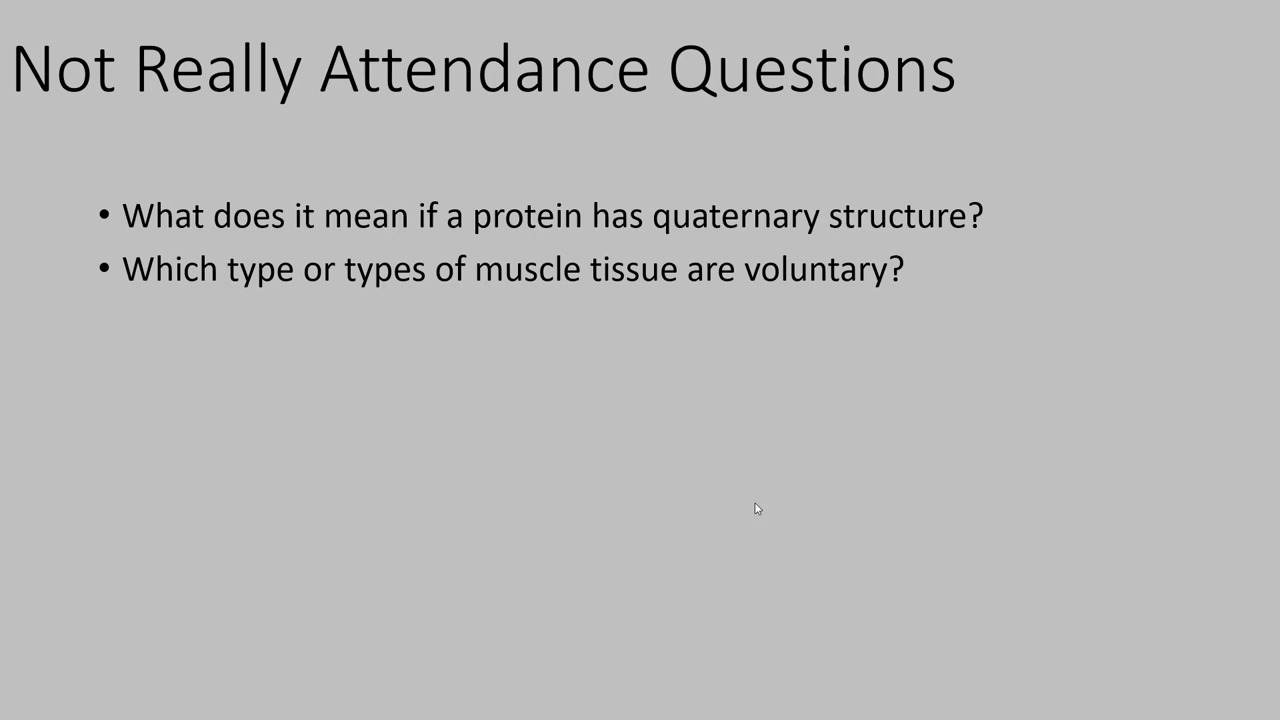 Not Really Attendance Questions
• What does it mean if a protein has quaternary structure?
• Which type or types of muscle tissue are voluntary?